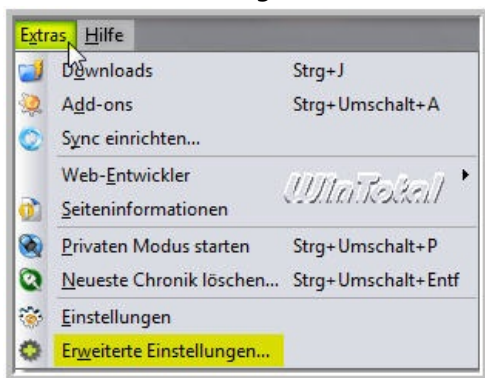 Extras Hilfe
Downloads Strg+J
Add-ons Strg+Umschalt+A
Sync einrichten...
Web-Entwickler
WinTotal
Seiteninformationen
Privaten Modus starten Strg+Umschalt+P
Neueste Chronik löschen... Strg+Umschalt+Entf
Einstellungen
Erweiterte Einstellungen...